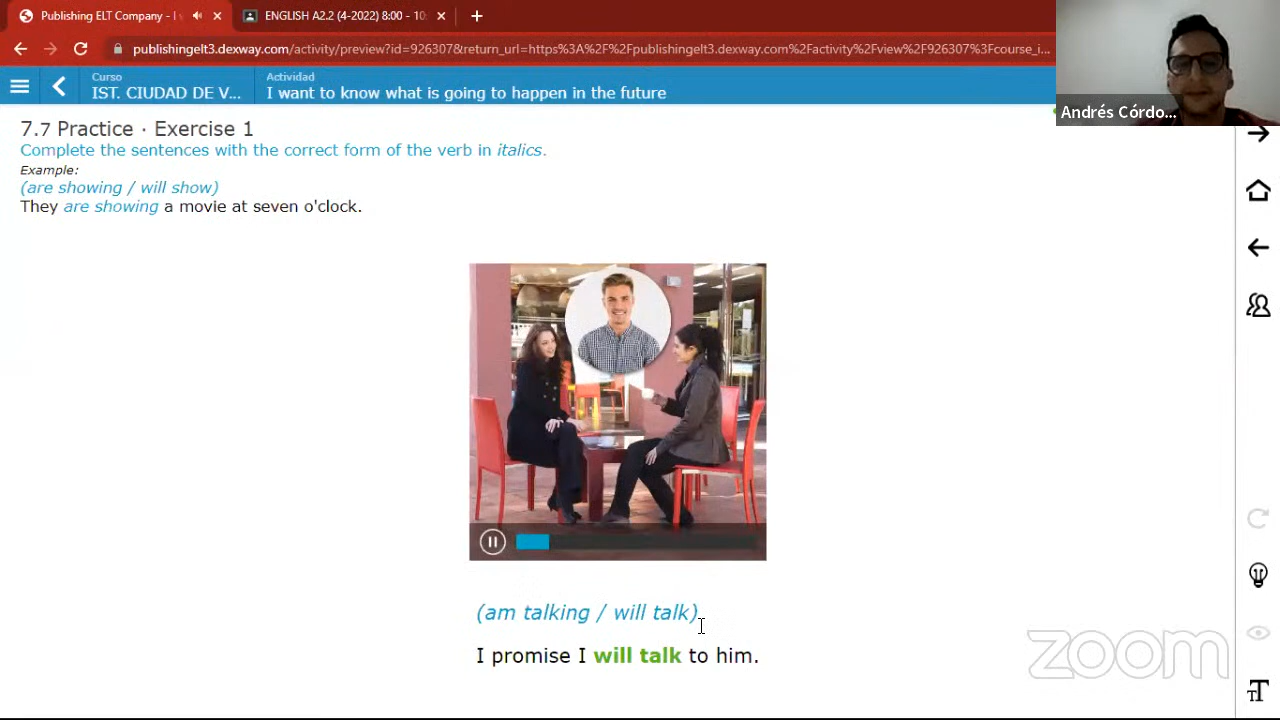 Publishing ELT Company - I
ENGLISH A2.2 (4-2022) 8:00 - 10:
publishingelt3.dexway.com/activity/preview?id=926307&return_url=https%3A%2F%2Fpublishingelt3.dexway.com%2Factivity%2Fview%2F926307%3Fcourse_i...
Curso
IST. CIUDAD DE V...
Actividad
I want to know what is going to happen in the future
Andrés Córdo...
7.7 Practice · Exercise 1
Complete the sentences with the correct form of the verb in italics.
Example:
(are showing / will show)
They are showing a movie at seven o'clock.
(am talking / will talk)
I promise I will talk to him.
zoom
TT